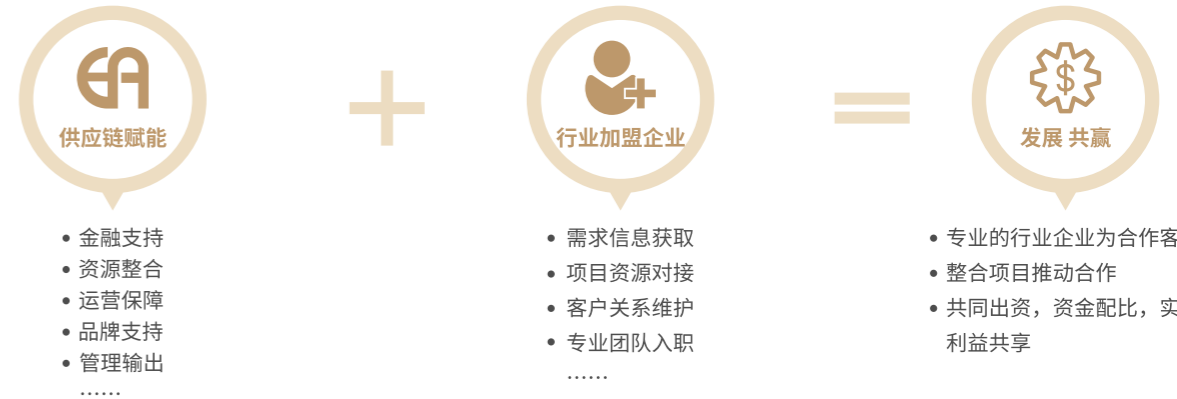 EA
供应链赋能
金融支持
资源整合
运营保障
品牌支持
管理输出
……
+
行业加盟企业
需求信息获取
项目资源对接
客户关系维护
专业团队入职
……
=
$
发展 共赢
专业的行业企业为合作客
整合项目推动合作
共同出资，资金配比，实
利益共享